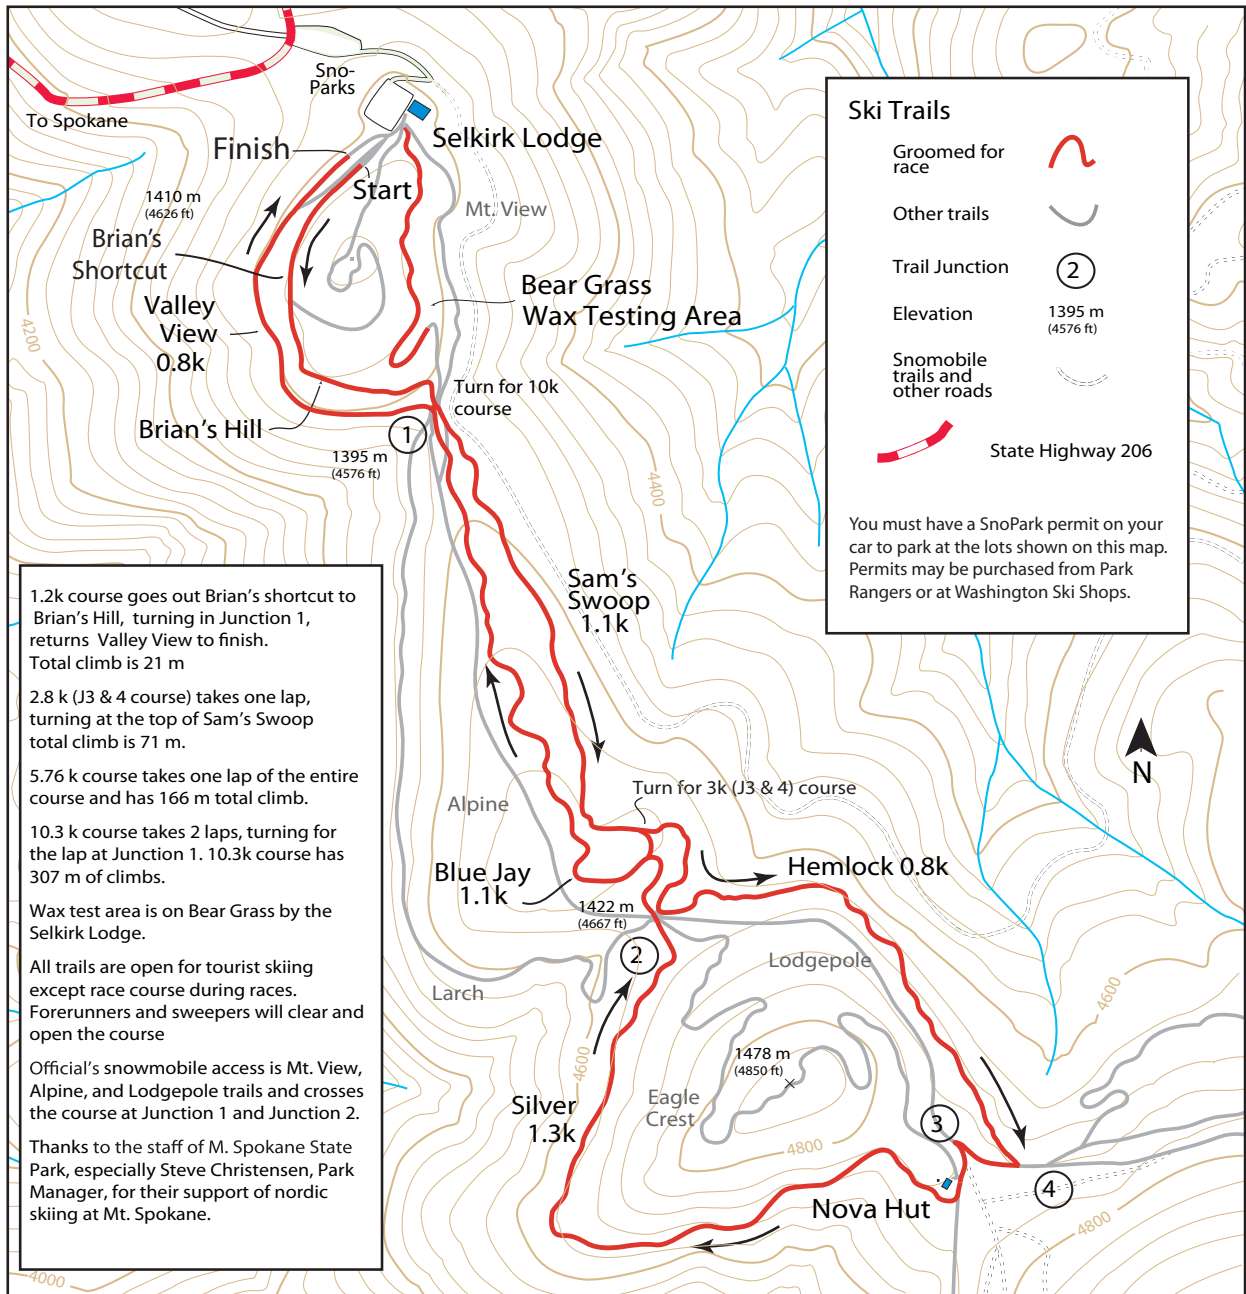 Sno-
Parks
To Spokane
Finish
Selkirk Lodge
Start
1410 m
(4626 ft)
Mt. View
Brian's
Shortcut
Bear Grass
Wax Testing Area
Valley
View
0.8k
4200
Turn for 10k
course
Brian's Hill
1
1395 m
(4576 ft)
4400
Ski Trails
Groomed for
race
Other trails
Trail Junction
2
Elevation
1395 m
(4576 ft)
Snomobile
trails and
other roads
State Highway 206
You must have a SnoPark permit on your
car to park at the lots shown on this map.
Permits may be purchased from Park
Rangers or at Washington Ski Shops.
1.2k course goes out Brian's shortcut to
Brian's Hill, turning in Junction 1,
returns Valley View to finish.
Total climb is 21 m
2.8 k (J3 & 4 course) takes one lap,
turning at the top of Sam's Swoop
total climb is 71 m.
5.76 k course takes one lap of the entire
course and has 166 m total climb.
10.3 k course takes 2 laps, turning for
the lap at Junction 1. 10.3k course has
307 m of climbs.
Wax test area is on Bear Grass by the
Selkirk Lodge.
All trails are open for tourist skiing
except race course during races.
Forerunners and sweepers will clear and
open the course
Official's snowmobile access is Mt. View,
Alpine, and Lodgepole trails and crosses
the course at Junction 1 and Junction 2.
Thanks to the staff of M. Spokane State
Park, especially Steve Christensen, Park
Manager, for their support of nordic
skiing at Mt. Spokane.
4000
Sam's
Swoop
1.1k
N
Turn for 3k (J3 & 4) course
Alpine
Blue Jay
1.1k
Hemlock 0.8k
1422 m
(4667 ft)
2
Lodgepole
Larch
4600
4600
1478 m
(4850 ft)
Eagle
Crest
Silver
1.3k
3
4800
Nova Hut
4
4800